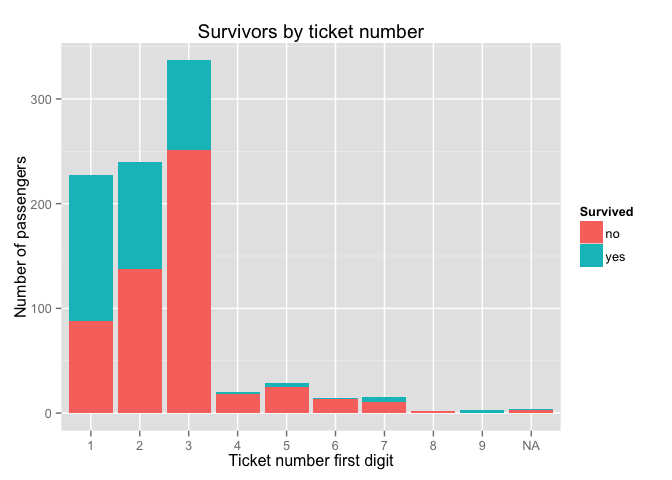 Survivors by ticket number
Number of passengers
300
200
100
0
1 2 3 4 5 6 7 8 9 NA
Ticket number first digit
Survived
no
yes